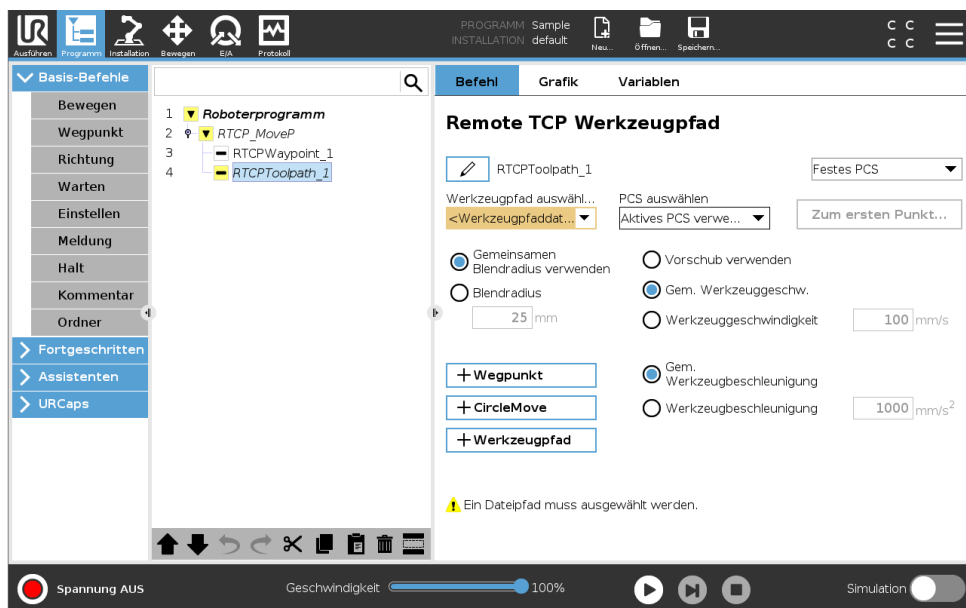 UR
PROGRAMM Sample
INSTALLATION default
Ausführen
Programm
Installation
Bewegen
E/A
Protokoll
Neu...
Öffnen...
Speichern...
C C
C C
Basis-Befehle
Bewegen
Wegpunkt
Richtung
Warten
Einstellen
Meldung
Halt
Kommentar
Ordner
Fortgeschritten
Assistenten
URCaps
1 Roboterprogramm
2 RTCP_MoveP
3 RTCPWaypoint_1
4 RTCPToolpath_1
Befehl Grafik Variablen
Remote TCP Werkzeugpfad
RTCPToolpath_1
Festes PCS
Werkzeugpfad auswähl...
<Werkzeugpfaddat...
PCS auswählen
Aktives PCS verwe...
Zum ersten Punkt...
Gemeinsamen
Blendradius verwenden
Blendradius
25 mm
Vorschub verwenden
Gem. Werkzeuggeschw.
Werkzeuggeschwindigkeit 100 mm/s
+ Wegpunkt
+ CircleMove
+ Werkzeugpfad
Gem.
Werkzeugbeschleunigung
Werkzeugbeschleunigung 1000 mm/s²
Ein Dateipfad muss ausgewählt werden.
Spannung AUS
Geschwindigkeit 100%
Simulation